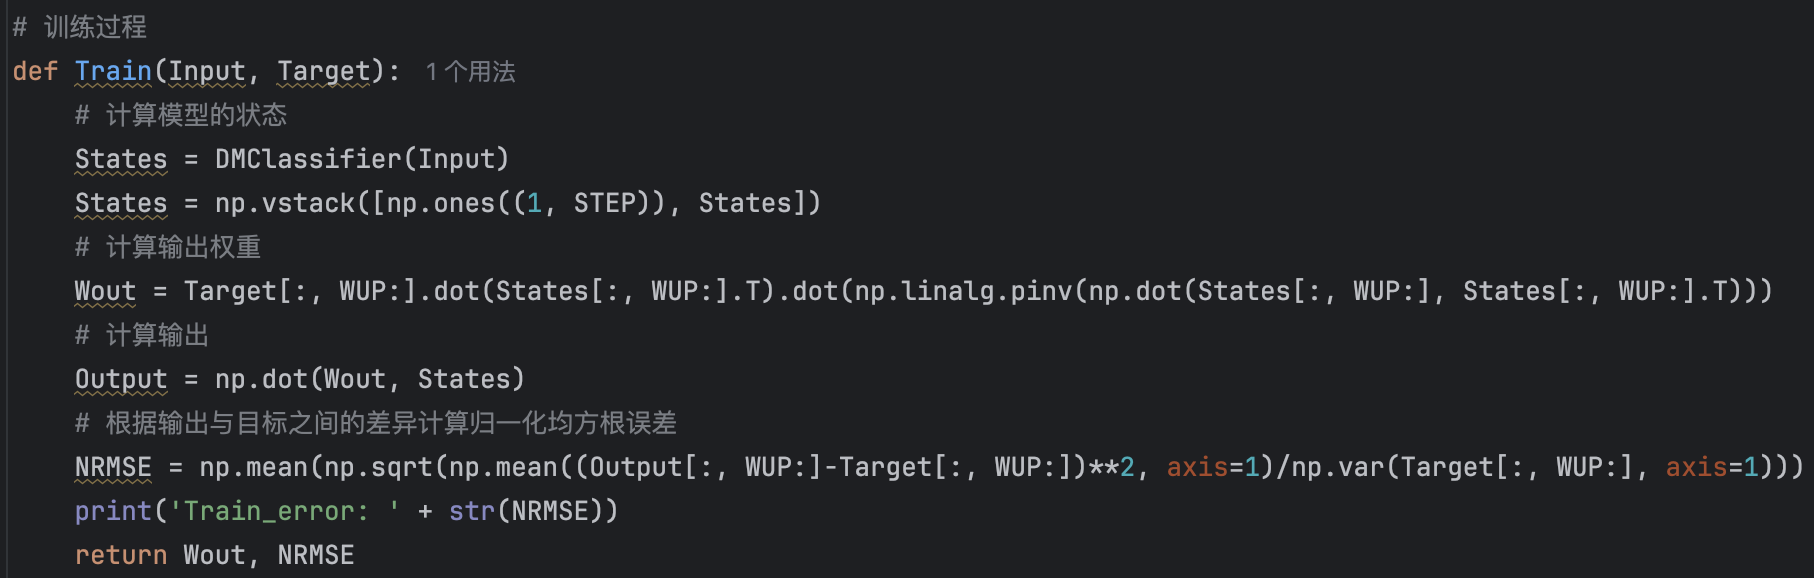 # 训练过程
def Train(Input, Target): 1个用法
    # 计算模型的状态
    States = DMClassifier(Input)
    States = np.vstack([np.ones((1, STEP)), States])
    # 计算输出权重
    Wout = Target[:, WUP:].dot(States[:, WUP:].T).dot(np.linalg.pinv(np.dot(States[:, WUP:], States[:, WUP:].T)))
    # 计算输出
    Output = np.dot(Wout, States)
    # 根据输出与目标之间的差异计算归一化均方根误差
    NRMSE = np.mean(np.sqrt(np.mean((Output[:, WUP:]-Target[:, WUP:])**2, axis=1)/np.var(Target[:, WUP:], axis=1)))
    print('Train_error: ' + str(NRMSE))
    return Wout, NRMSE